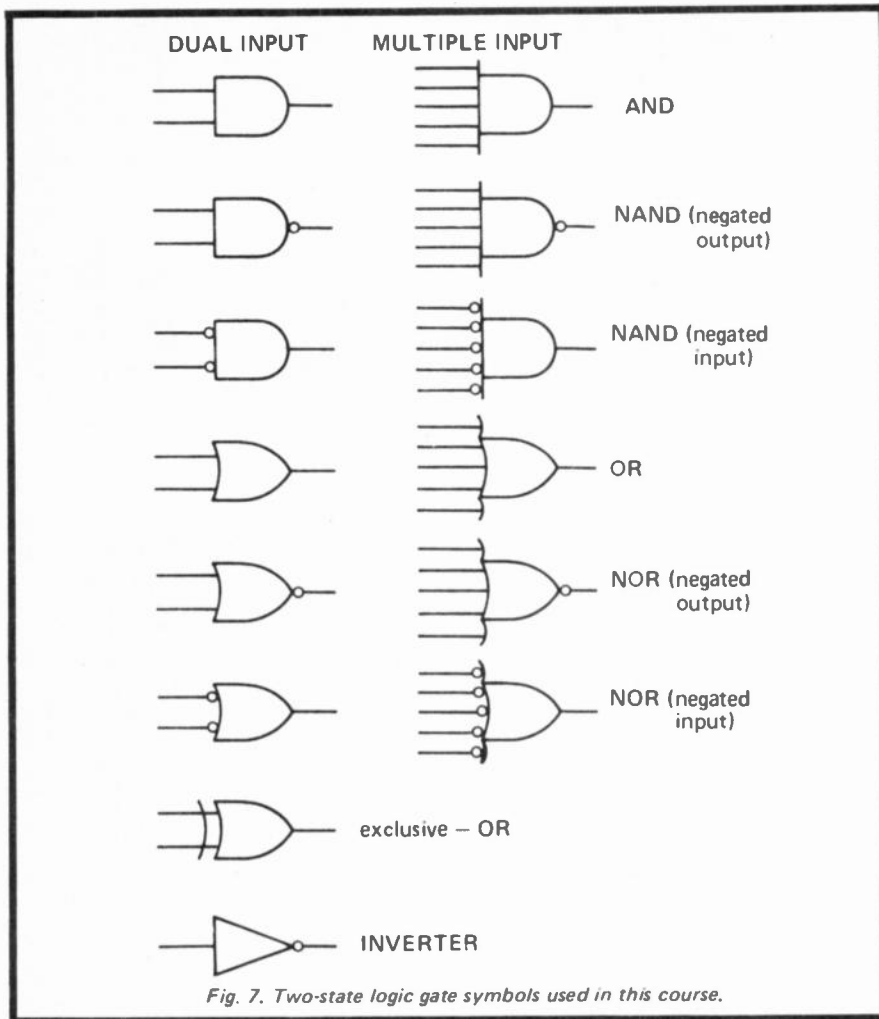 DUAL INPUT MULTIPLE INPUT
AND
NAND (negated
output)
NAND (negated
input)
OR
NOR (negated
output)
NOR (negated
input)
exclusive – OR
INVERTER
Fig. 7. Two-state logic gate symbols used in this course.